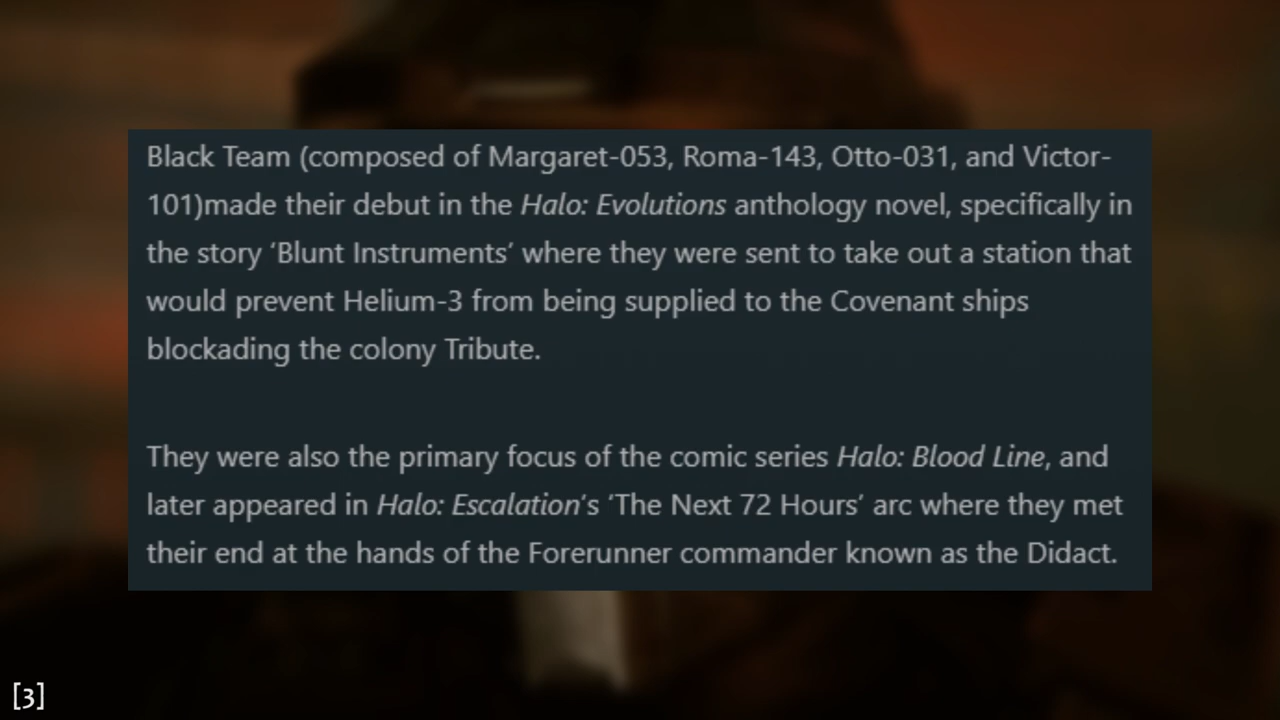 Black Team (composed of Margaret-053, Roma-143, Otto-031, and Victor-
101)made their debut in the Halo: Evolutions anthology novel, specifically in
the story ‘Blunt Instruments’ where they were sent to take out a station that
would prevent Helium-3 from being supplied to the Covenant ships
blockading the colony Tribute.
They were also the primary focus of the comic series Halo: Blood Line, and
later appeared in Halo: Escalation’s ‘The Next 72 Hours’ arc where they met
their end at the hands of the Forerunner commander known as the Didact.
[3]